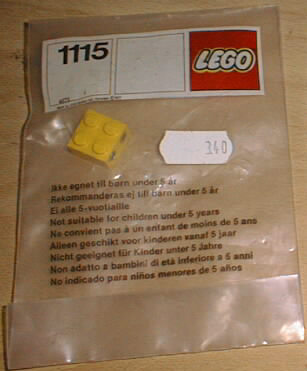 1115
LEGO
340
Ikke egnet til børn under 5 år
Rekommanderas ej till barn under 5 år
Ei alle 5-vuotiaille
Not suitable for children under 5 years
Ne convient pas à un enfant de moins de 5 ans
Alleen geschikt voor kinderen vanaf 5 jaar
Nicht geeignet für Kinder unter 5 Jahre
Non adatto a bambini di età inferiore a 5 anni
No indicado para niños menores de 5 años